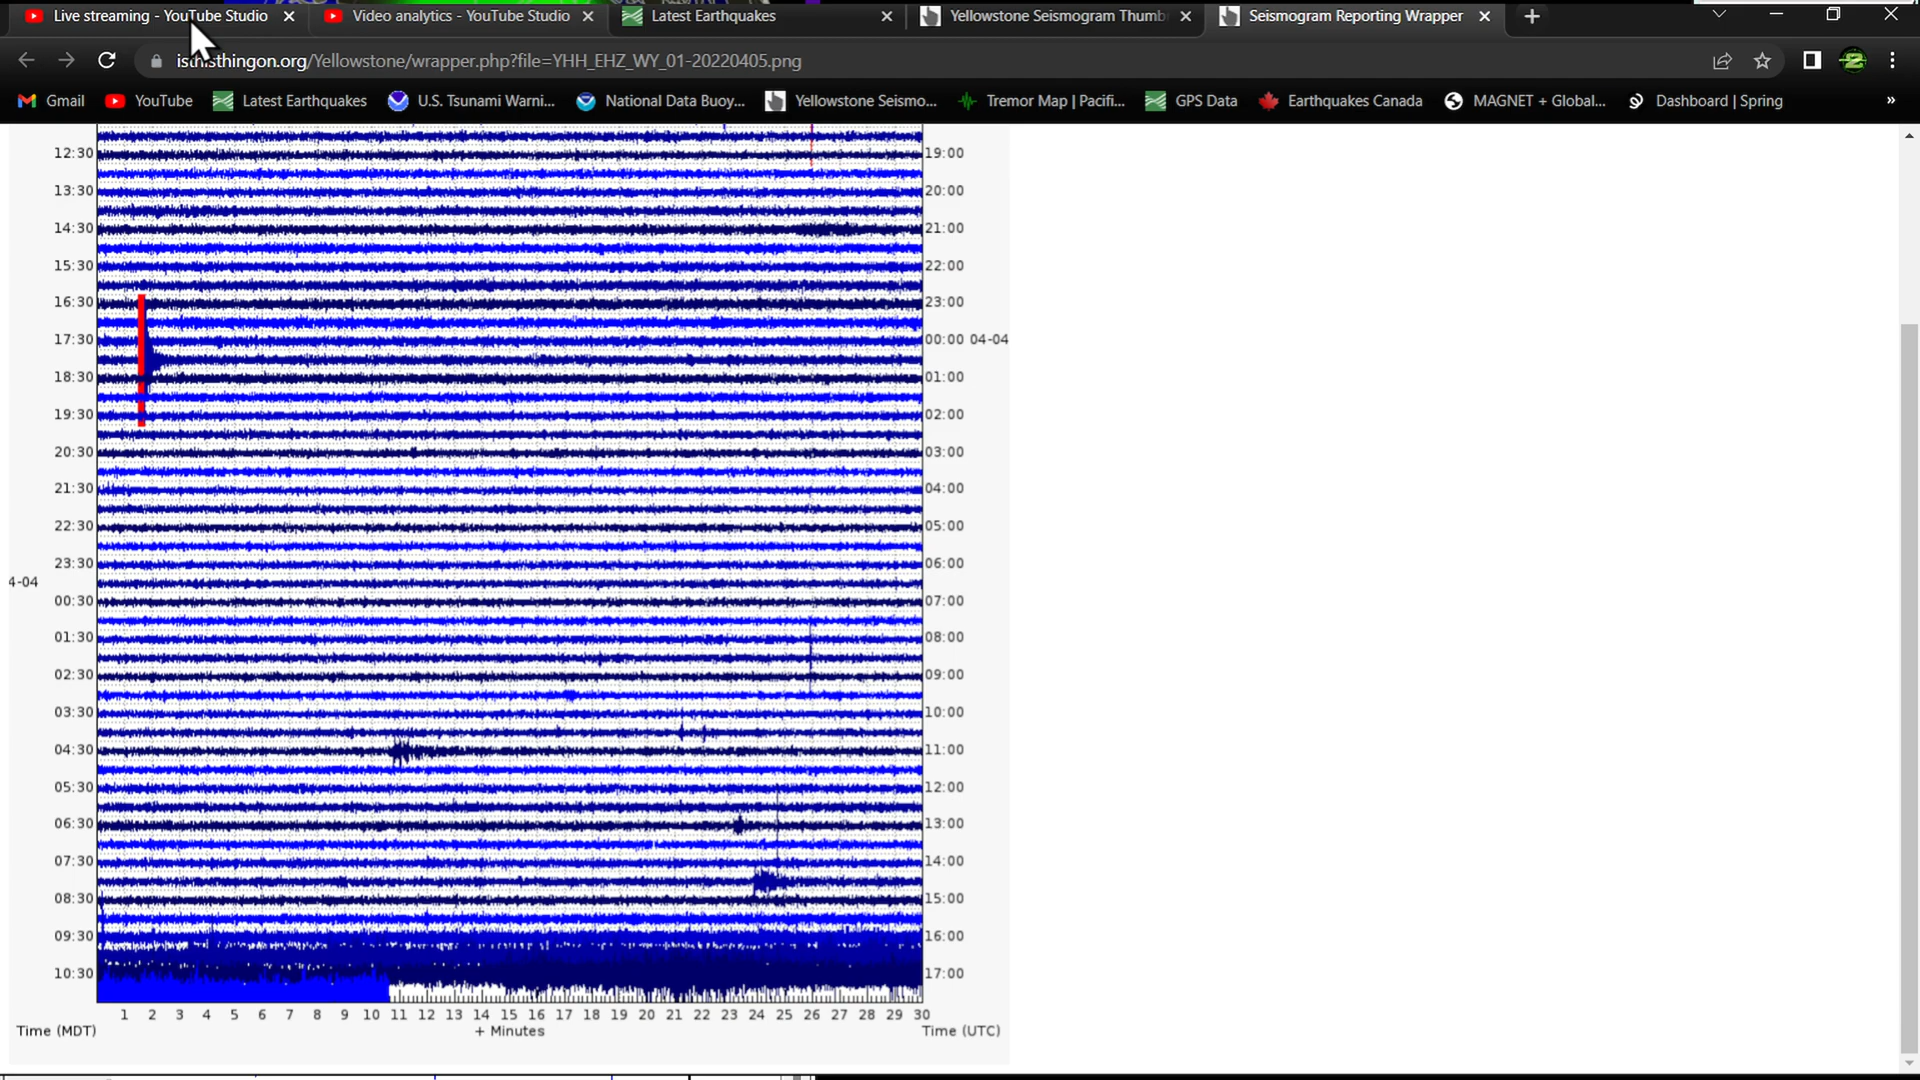 Live streaming - YouTube Studio
Video analytics - YouTube Studio
Latest Earthquakes
Yellowstone Seismogram Thumb
Seismogram Reporting Wrapper
isthisthingon.org/Yellowstone/wrapper.php?file=YHH_EHZ_WY_01-20220405.png
Gmail
YouTube
Latest Earthquakes
U.S. Tsunami Warni...
National Data Buoy...
Yellowstone Seismo...
Tremor Map | Pacifi...
GPS Data
Earthquakes Canada
MAGNET + Global...
Dashboard | Spring
»
12:30 19:00
13:30 20:00
14:30 21:00
15:30 22:00
16:30 23:00
17:30 00:00 04-04
18:30 01:00
19:30 02:00
20:30 03:00
21:30 04:00
22:30 05:00
23:30 06:00
4-04
00:30 07:00
01:30 08:00
02:30 09:00
03:30 10:00
04:30 11:00
05:30 12:00
06:30 13:00
07:30 14:00
08:30 15:00
09:30 16:00
10:30 17:00
1 2 3 4 5 6 7 8 9 10 11 12 13 14 15 16 17 18 19 20 21 22 23 24 25 26 27 28 29 30
Time (MDT) + Minutes Time (UTC)